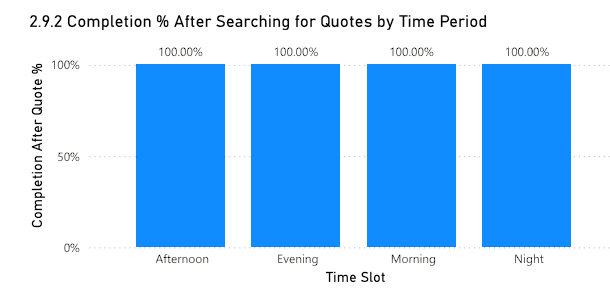 2.9.2 Completion % After Searching for Quotes by Time Period
Completion After Quote %
100.00% 100.00% 100.00% 100.00%
100%
50%
0%
Afternoon Evening Morning Night
Time Slot